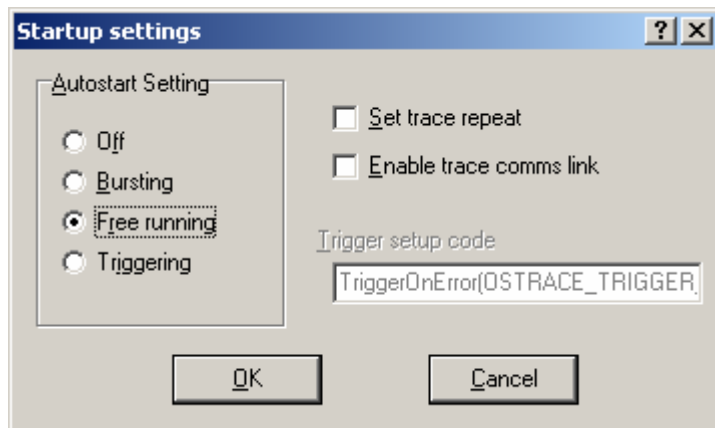 Startup settings
Autostart Setting
Off
Bursting
Free running
Triggering
Set trace repeat
Enable trace comms link
Trigger setup code
TriggerOnError(OSTRACE_TRIGGER_
OK
Cancel